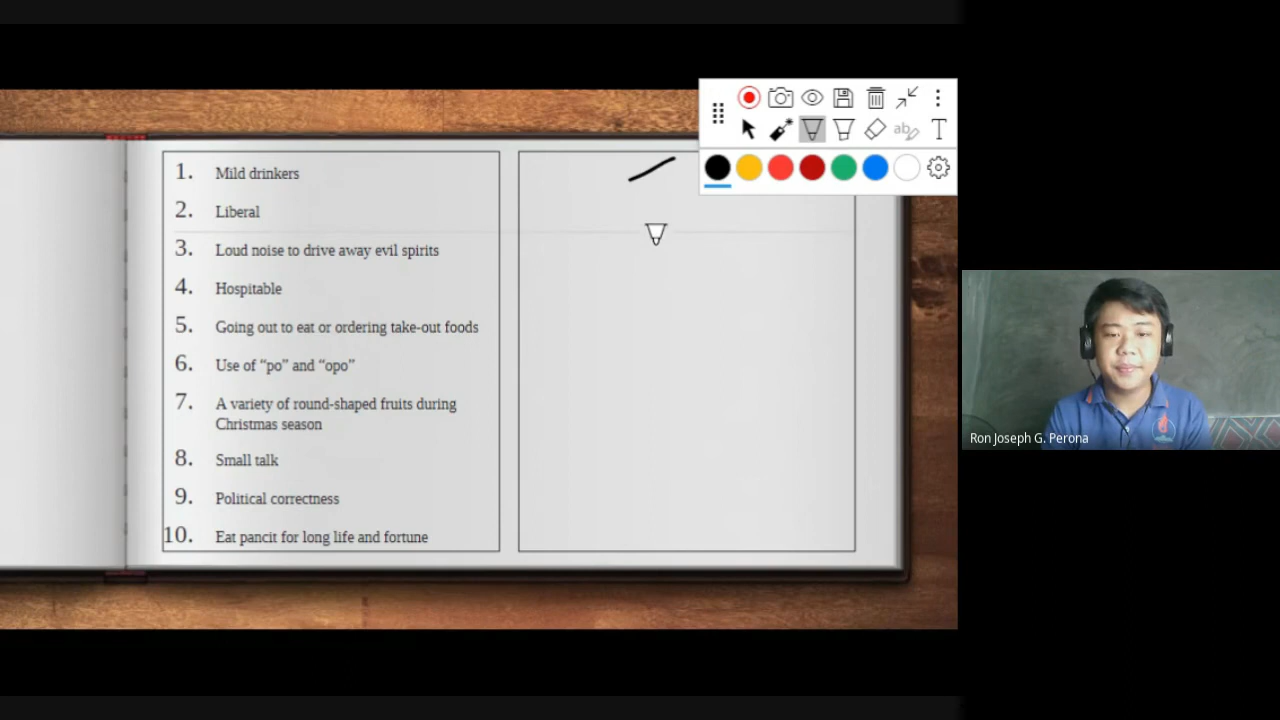 1. Mild drinkers
2. Liberal
3. Loud noise to drive away evil spirits
4. Hospitable
5. Going out to eat or ordering take-out foods
6. Use of “po” and “opo”
7. A variety of round-shaped fruits during
Christmas season
8. Small talk
9. Political correctness
10. Eat pancit for long life and fortune
ab
T
Ron Joseph G. Perona